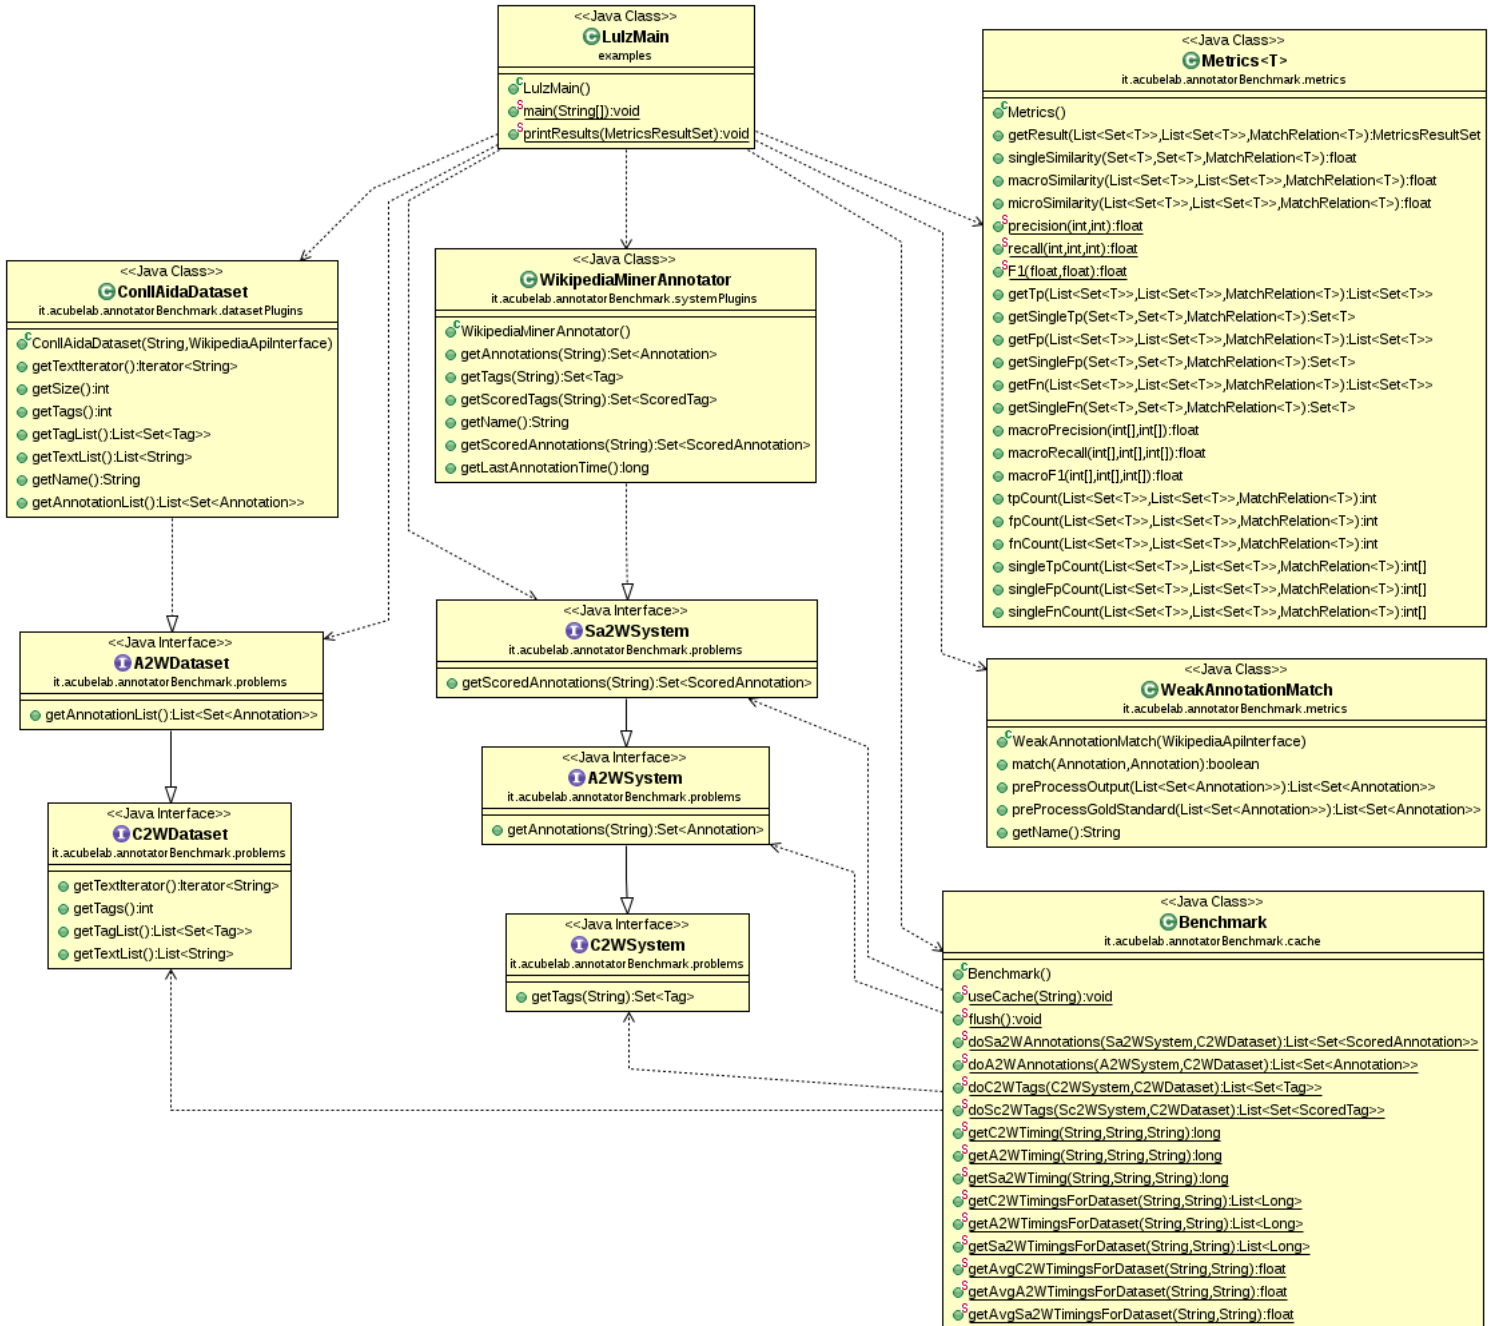 <<Java Class>>
LulzMain
examples
LulzMain()
main(String[]):void
printResults(MetricsResultSet):void
<<Java Class>>
Metrics<T>
it.acubelab.annotatorBenchmark.metrics
Metrics()
getResult(List<Set<T>>,List<Set<T>>,MatchRelation<T>):MetricsResultSet
singleSimilarity(Set<T>,Set<T>,MatchRelation<T>):float
macroSimilarity(List<Set<T>>,List<Set<T>>,MatchRelation<T>):float
microSimilarity(List<Set<T>>,List<Set<T>>,MatchRelation<T>):float
precision(int,int):float
recall(int,int,int):float
F1(float,float):float
getTp(List<Set<T>>,List<Set<T>>,MatchRelation<T>):List<Set<T>>
getSingleTp(Set<T>,Set<T>,MatchRelation<T>):Set<T>
getFp(List<Set<T>>,List<Set<T>>,MatchRelation<T>):List<Set<T>>
getSingleFp(Set<T>,Set<T>,MatchRelation<T>):Set<T>
getFn(List<Set<T>>,List<Set<T>>,MatchRelation<T>):List<Set<T>>
getSingleFn(Set<T>,Set<T>,MatchRelation<T>):Set<T>
macroPrecision(int[],int[]):float
macroRecall(int[],int[],int[]):float
macroF1(int[],int[],int[]):float
tpCount(List<Set<T>>,List<Set<T>>,MatchRelation<T>):int
fpCount(List<Set<T>>,List<Set<T>>,MatchRelation<T>):int
fnCount(List<Set<T>>,List<Set<T>>,MatchRelation<T>):int
singleTpCount(List<Set<T>>,List<Set<T>>,MatchRelation<T>):int[]
singleFpCount(List<Set<T>>,List<Set<T>>,MatchRelation<T>):int[]
singleFnCount(List<Set<T>>,List<Set<T>>,MatchRelation<T>):int[]
<<Java Class>>
ConllAidaDataset
it.acubelab.annotatorBenchmark.datasetPlugins
ConllAidaDataset(String,WikipediaApiInterface)
getTextIterator():Iterator<String>
getSize():int
getTags():int
getTagList():List<Set<Tag>>
getTextList():List<String>
getName():String
getAnnotationList():List<Set<Annotation>>
<<Java Class>>
WikipediaMinerAnnotator
it.acubelab.annotatorBenchmark.systemPlugins
WikipediaMinerAnnotator()
getAnnotations(String):Set<Annotation>
getTags(String):Set<Tag>
getScoredTags(String):Set<ScoredTag>
getName():String
getScoredAnnotations(String):Set<ScoredAnnotation>
getLastAnnotationTime():long
<<Java Interface>>
A2WDataset
it.acubelab.annotatorBenchmark.problems
getAnnotationList():List<Set<Annotation>>
<<Java Interface>>
Sa2WSystem
it.acubelab.annotatorBenchmark.problems
getScoredAnnotations(String):Set<ScoredAnnotation>
<<Java Class>>
WeakAnnotationMatch
it.acubelab.annotatorBenchmark.metrics
WeakAnnotationMatch(WikipediaApiInterface)
match(Annotation,Annotation):boolean
preProcessOutput(List<Set<Annotation>>):List<Set<Annotation>>
preProcessGoldStandard(List<Set<Annotation>>):List<Set<Annotation>>
getName():String
<<Java Interface>>
A2WSystem
it.acubelab.annotatorBenchmark.problems
getAnnotations(String):Set<Annotation>
<<Java Interface>>
C2WDataset
it.acubelab.annotatorBenchmark.problems
getTextIterator():Iterator<String>
getTags():int
getTagList():List<Set<Tag>>
getTextList():List<String>
<<Java Interface>>
C2WSystem
it.acubelab.annotatorBenchmark.problems
getTags(String):Set<Tag>
<<Java Class>>
Benchmark
it.acubelab.annotatorBenchmark.cache
Benchmark()
useCache(String):void
flush():void
doSa2WAnnotations(Sa2WSystem,C2WDataset):List<Set<ScoredAnnotation>>
doA2WAnnotations(A2WSystem,C2WDataset):List<Set<Annotation>>
doC2WTags(C2WSystem,C2WDataset):List<Set<Tag>>
doSc2WTags(Sc2WSystem,C2WDataset):List<Set<ScoredTag>>
getC2WTiming(String,String,String):long
getA2WTiming(String,String,String):long
getSa2WTiming(String,String,String):long
getC2WTimingsForDataset(String,String):List<Long>
getA2WTimingsForDataset(String,String):List<Long>
getSa2WTimingsForDataset(String,String):List<Long>
getAvgC2WTimingsForDataset(String,String):float
getAvgA2WTimingsForDataset(String,String):float
getAvgSa2WTimingsForDataset(String,String):float